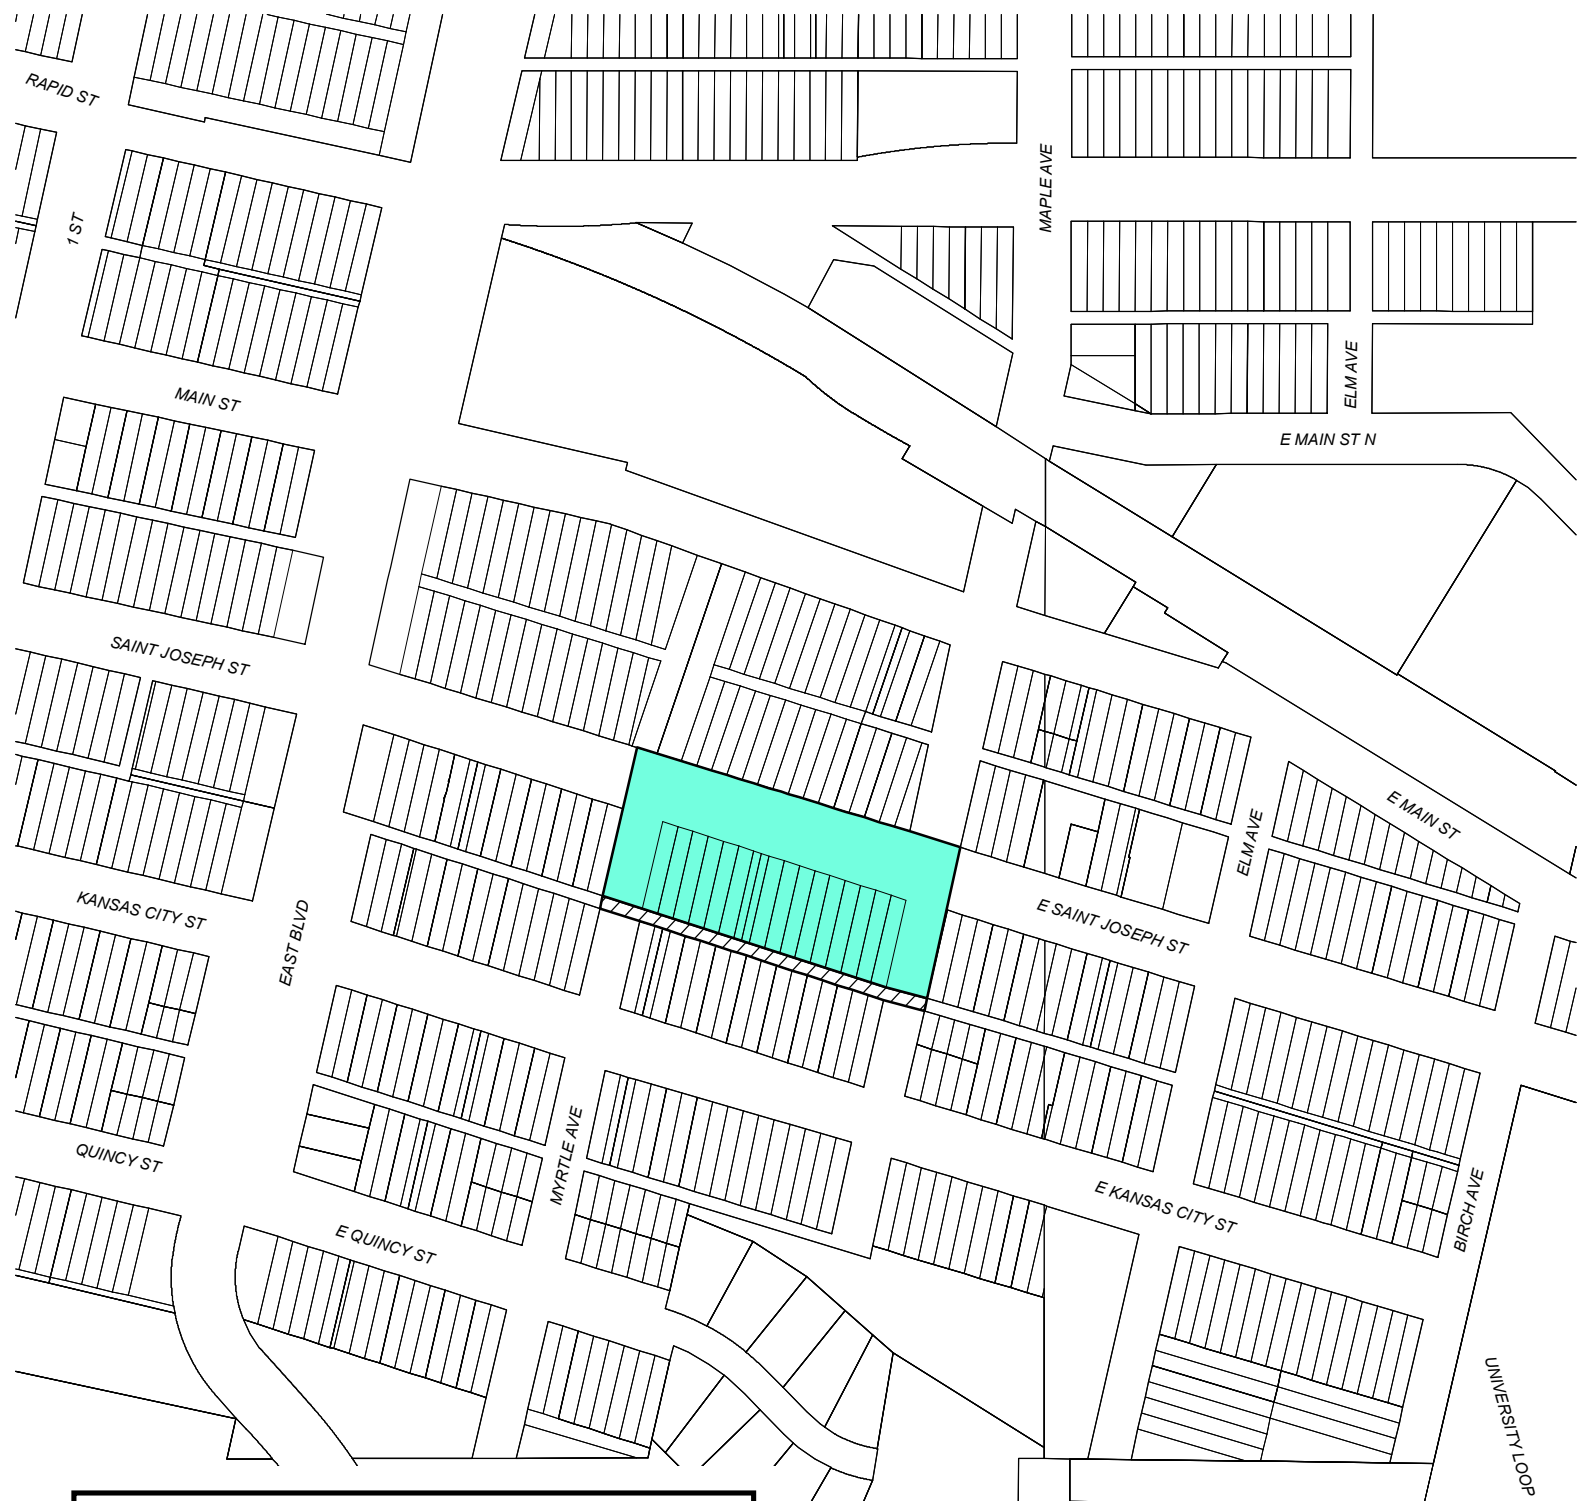 RAPID ST
MAPLE AVE
1 ST
ELM AVE
MAIN ST
E MAIN ST N
SAINT JOSEPH ST
E MAIN ST
ELM AVE
KANSAS CITY ST
E SAINT JOSEPH ST
EAST BLVD
MYRTLE AVE
QUINCY ST
E KANSAS CITY ST
BIRCH AVE
E QUINCY ST
UNIVERSITY LOOP